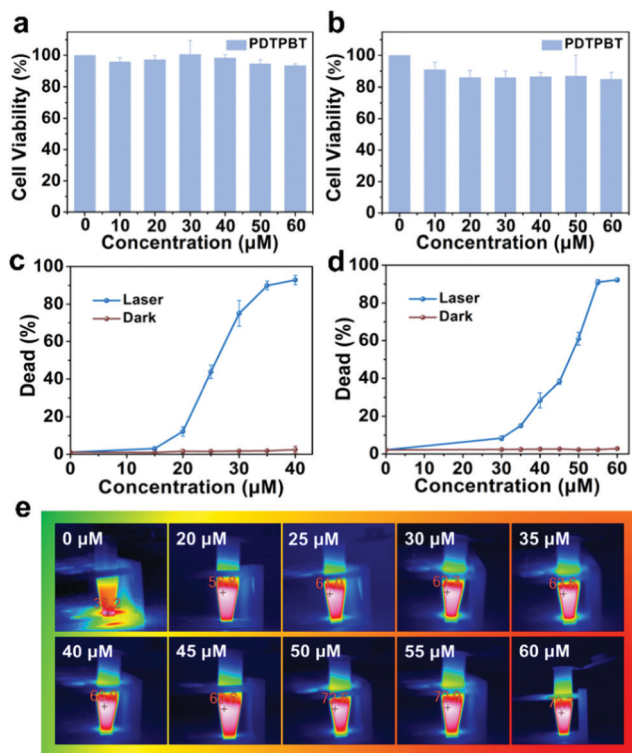 a
PDTPBT
Cell Viability (%)
100
80
60
40
20
0
0 10 20 30 40 50 60
Concentration (μM)
b
PDTPBT
Cell Viability (%)
100
80
60
40
20
0
0 10 20 30 40 50 60
Concentration (μM)
c
Laser
Dark
Dead (%)
100
80
60
40
20
0
0 10 20 30 40
Concentration (μM)
d
Laser
Dark
Dead (%)
100
80
60
40
20
0
0 10 20 30 40 50 60
Concentration (μM)
e
0 μM 20 μM 25 μM 30 μM 35 μM
40 μM 45 μM 50 μM 55 μM 60 μM